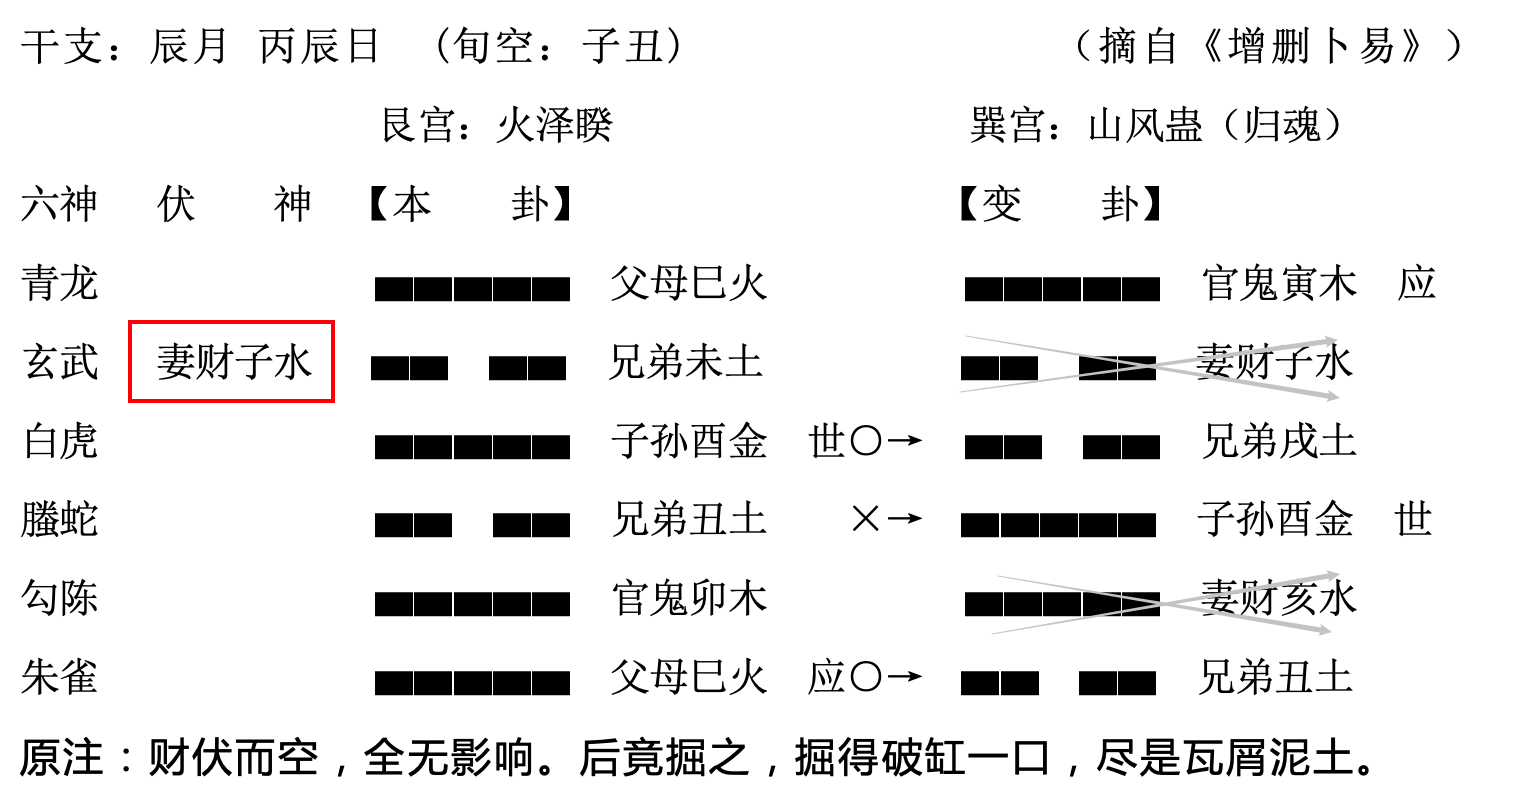 干支：辰月 丙辰日 （旬空：子丑） （摘自《增删卜易》）
艮宫：火泽睽 巽宫：山风蛊（归魂）
六神 伏 神 【本 卦】 【变 卦】
青龙 父母巳火 官鬼寅木 应
玄武 妻财子水 兄弟未土 妻财子水
白虎 子孙酉金 世〇→ 兄弟戌土
螣蛇 兄弟丑土 ×→ 子孙酉金 世
勾陈 官鬼卯木 妻财亥水
朱雀 父母巳火 应〇→ 兄弟丑土
原注：财伏而空，全无影响。后竟掘之，掘得破缸一口，尽是瓦屑泥土。